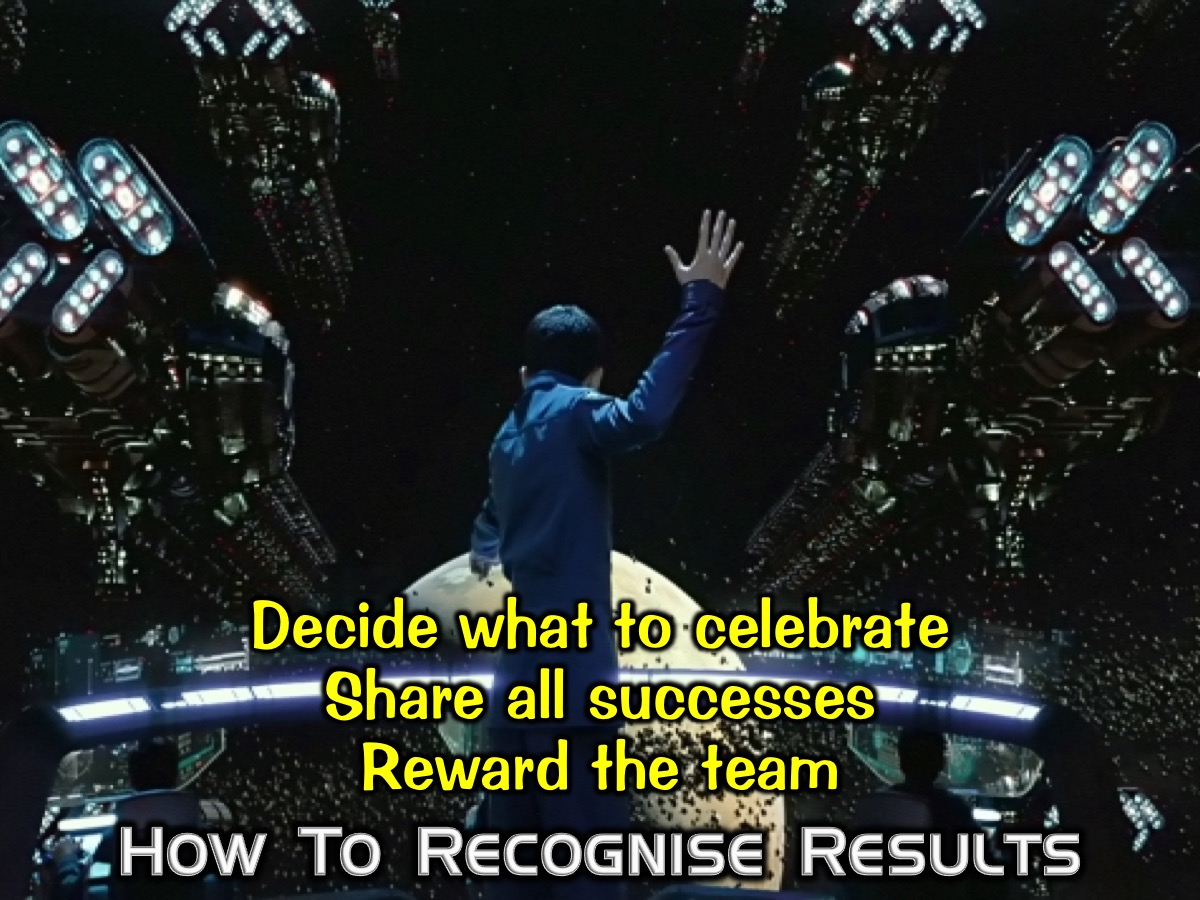 Decide what to celebrate
Share all successes
Reward the team
How To Recognise Results